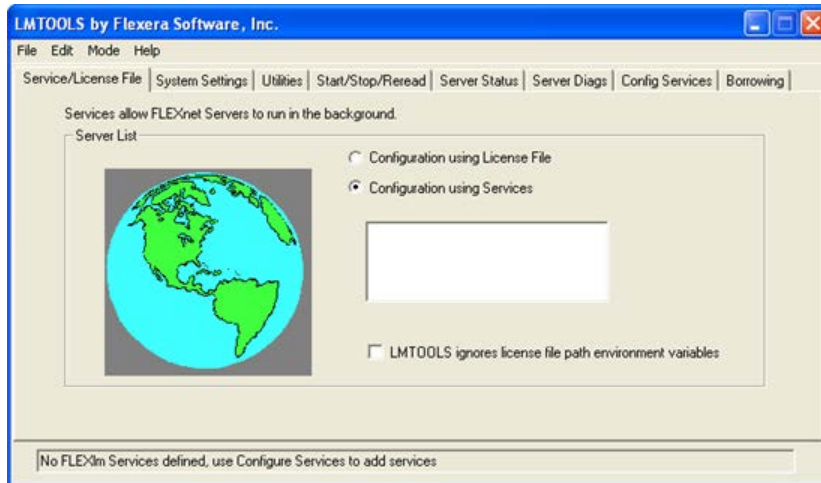 LMTOOLS by Flexera Software, Inc.
File Edit Mode Help
Service/License File System Settings Utilities Start/Stop/Reread Server Status Server Diags Config Services Borrowing
Services allow FLEXnet Servers to run in the background.
Server List
Configuration using License File
Configuration using Services
LMTOOLS ignores license file path environment variables
No FLEXlm Services defined, use Configure Services to add services